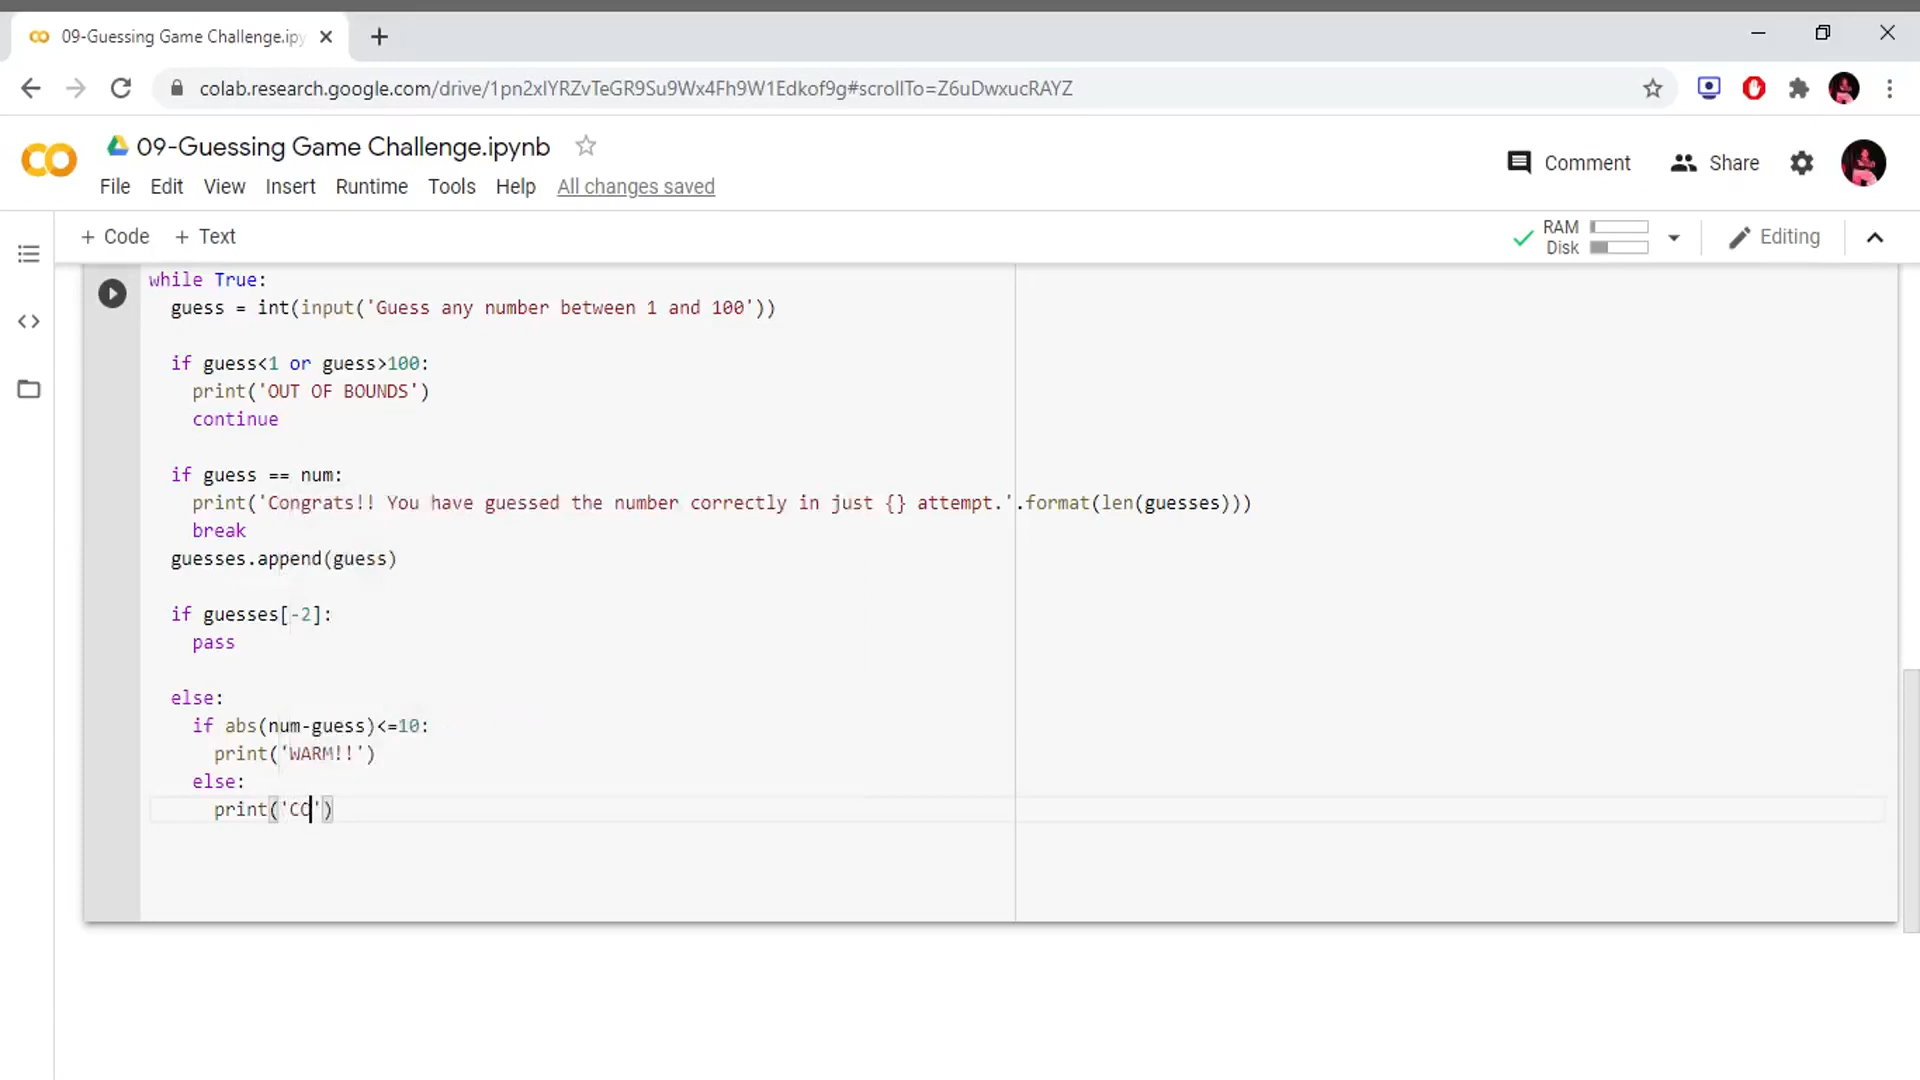 09-Guessing Game Challenge.ipy
colab.research.google.com/drive/1pn2xIYRZvTeGR9Su9Wx4Fh9W1Edkof9g#scrollTo=Z6uDwxucRAYZ
09-Guessing Game Challenge.ipynb
File Edit View Insert Runtime Tools Help All changes saved
Comment Share
+ Code + Text
RAM
Disk
Editing
while True:
guess = int(input('Guess any number between 1 and 100'))
if guess<1 or guess>100:
print('OUT OF BOUNDS')
continue
if guess == num:
print('Congrats!! You have guessed the number correctly in just {} attempt.'.format(len(guesses)))
break
guesses.append(guess)
if guesses[-2]:
pass
else:
if abs(num-guess)<=10:
print('WARM!!')
else:
print('CO')